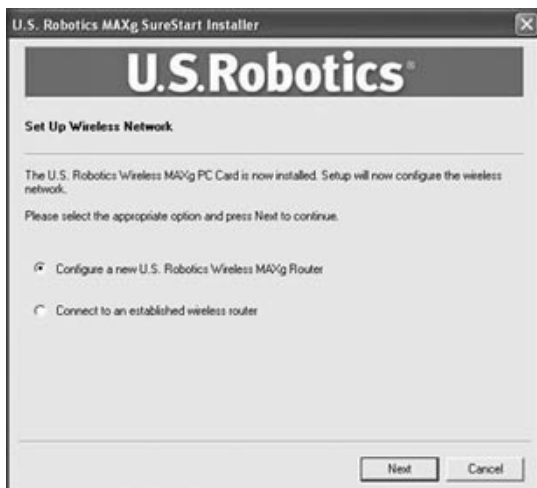 U.S. Robotics MAXg SureStart Installer
U.S.Robotics®
Set Up Wireless Network
The U.S. Robotics Wireless MAXg PC Card is now installed. Setup will now configure the wireless
network.
Please select the appropriate option and press Next to continue.
Configure a new U.S. Robotics Wireless MAXg Router
Connect to an established wireless router
Next Cancel